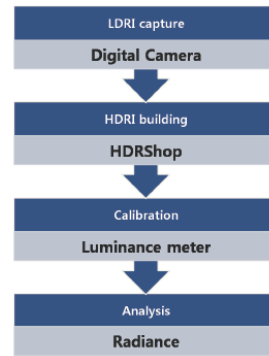 LDRI capture
Digital Camera
HDRI building
HDRShop
Calibration
Luminance meter
Analysis
Radiance